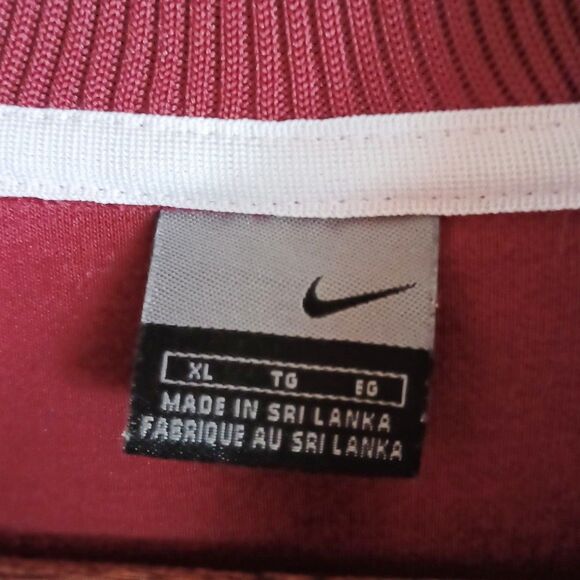 XL TG EG
MADE IN SRI LANKA
FABRIQUE AU SRI LANKA